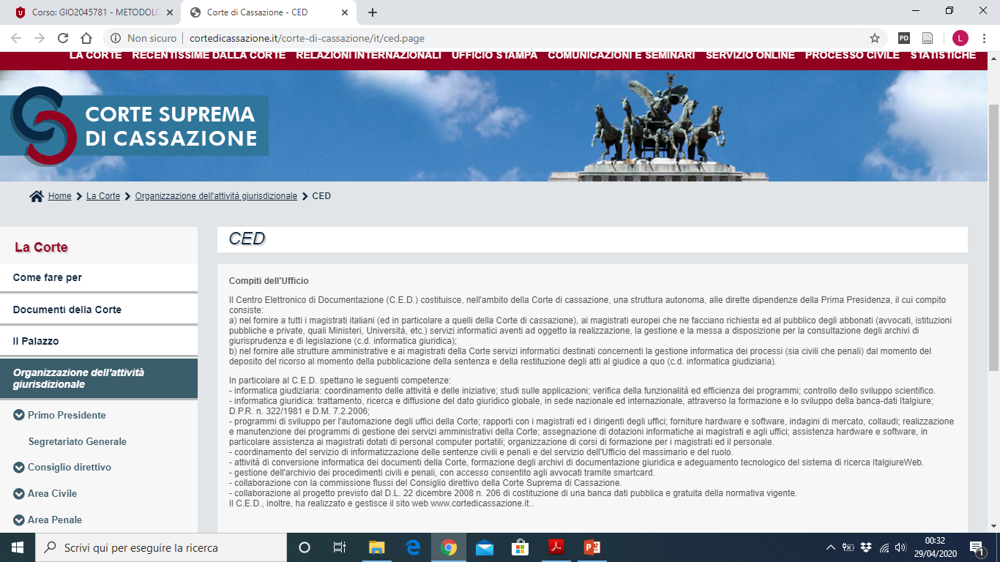 Corso: GIO2045781 - METODOLO
Corte di Cassazione - CED
Non sicuro | cortedicassazione.it/corte-di-cassazione/it/ced.page
PD
L
LA CORTE RECENTISSIME DALLA CORTE RELAZIONI INTERNAZIONALI UFFICIO STAMPA COMUNICAZIONI E SEMINARI SERVIZIO ONLINE PROCESSO CIVILE STATISTICHE
CORTE SUPREMA
DI CASSAZIONE
Home La Corte Organizzazione dell'attività giurisdizionale CED
La Corte
Come fare per
Documenti della Corte
Il Palazzo
Organizzazione dell'attività
giurisdizionale
Primo Presidente
Segretariato Generale
Consiglio direttivo
Area Civile
Area Penale
CED
Compiti dell'Ufficio
Il Centro Elettronico di Documentazione (C.E.D.) costituisce, nell'ambito della Corte di cassazione, una struttura autonoma, alle dirette dipendenze della Prima Presidenza, il cui compito
consiste:
a) nel fornire a tutti i magistrati italiani (ed in particolare a quelli della Corte di cassazione), ai magistrati europei che ne facciano richiesta ed al pubblico degli abbonati (avvocati, istituzioni
pubbliche e private, quali Ministeri, Università, etc.) servizi informatici aventi ad oggetto la realizzazione, la gestione e la messa a disposizione per la consultazione degli archivi di
giurisprudenza e di legislazione (c.d. informatica giuridica);
b) nel fornire alle strutture amministrative e ai magistrati della Corte servizi informatici destinati concernenti la gestione informatica dei processi (sia civili che penali) dal momento del
deposito del ricorso al momento della pubblicazione della sentenza e della restituzione degli atti al giudice a quo (c.d. informatica giudiziaria).
In particolare al C.E.D. spettano le seguenti competenze:
- informatica giudiziaria: coordinamento delle attività e delle iniziative; studi sulle applicazioni; verifica della funzionalità ed efficienza dei programmi; controllo dello sviluppo scientifico.
- informatica giuridica: trattamento, ricerca e diffusione del dato giuridico globale, in sede nazionale ed internazionale, attraverso la formazione e lo sviluppo della banca-dati Italgiure;
D.P.R. n. 322/1981 e D.M. 7.2.2006;
- programmi di sviluppo per l'automazione degli uffici della Corte; rapporti con i magistrati ed i dirigenti degli uffici; forniture hardware e software, indagini di mercato, collaudi; realizzazione
e manutenzione dei programmi di gestione dei servizi amministrativi della Corte; assegnazione di dotazioni informatiche ai magistrati e agli uffici; assistenza hardware e software, in
particolare assistenza ai magistrati dotati di personal computer portatili; organizzazione di corsi di formazione per i magistrati ed il personale.
- coordinamento del servizio di informatizzazione delle sentenze civili e penali e del servizio dell'Ufficio del massimario e del ruolo.
- attività di conversione informatica dei documenti della Corte, formazione degli archivi di documentazione giuridica e adeguamento tecnologico del sistema di ricerca ItalgiureWeb.
- gestione dell'archivio dei procedimenti civili e penali, con accesso consentito agli avvocati tramite smartcard.
- collaborazione con la commissione flussi del Consiglio direttivo della Corte Suprema di Cassazione.
- collaborazione al progetto previsto dal D.L. 22 dicembre 2008 n. 206 di costituzione di una banca dati pubblica e gratuita della normativa vigente.
Il C.E.D., inoltre, ha realizzato e gestisce il sito web www.cortedicassazione.it..
Scrivi qui per eseguire la ricerca
00:32
29/04/2020
1